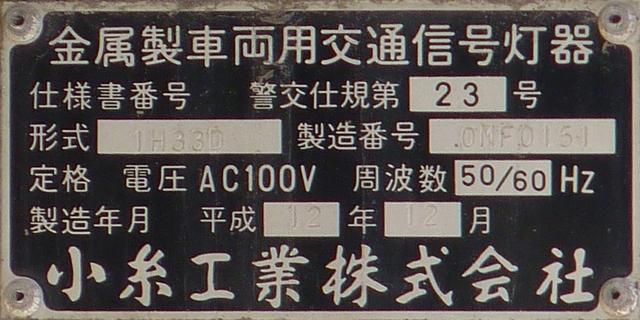 金属製車両用交通信号灯器
仕様書番号 警交仕規第 23 号
形式 1H33D 製造番号 0MF0151
定格 電圧 AC100V 周波数 50/60 Hz
製造年月 平成 12 年 12 月
小糸工業株式会社